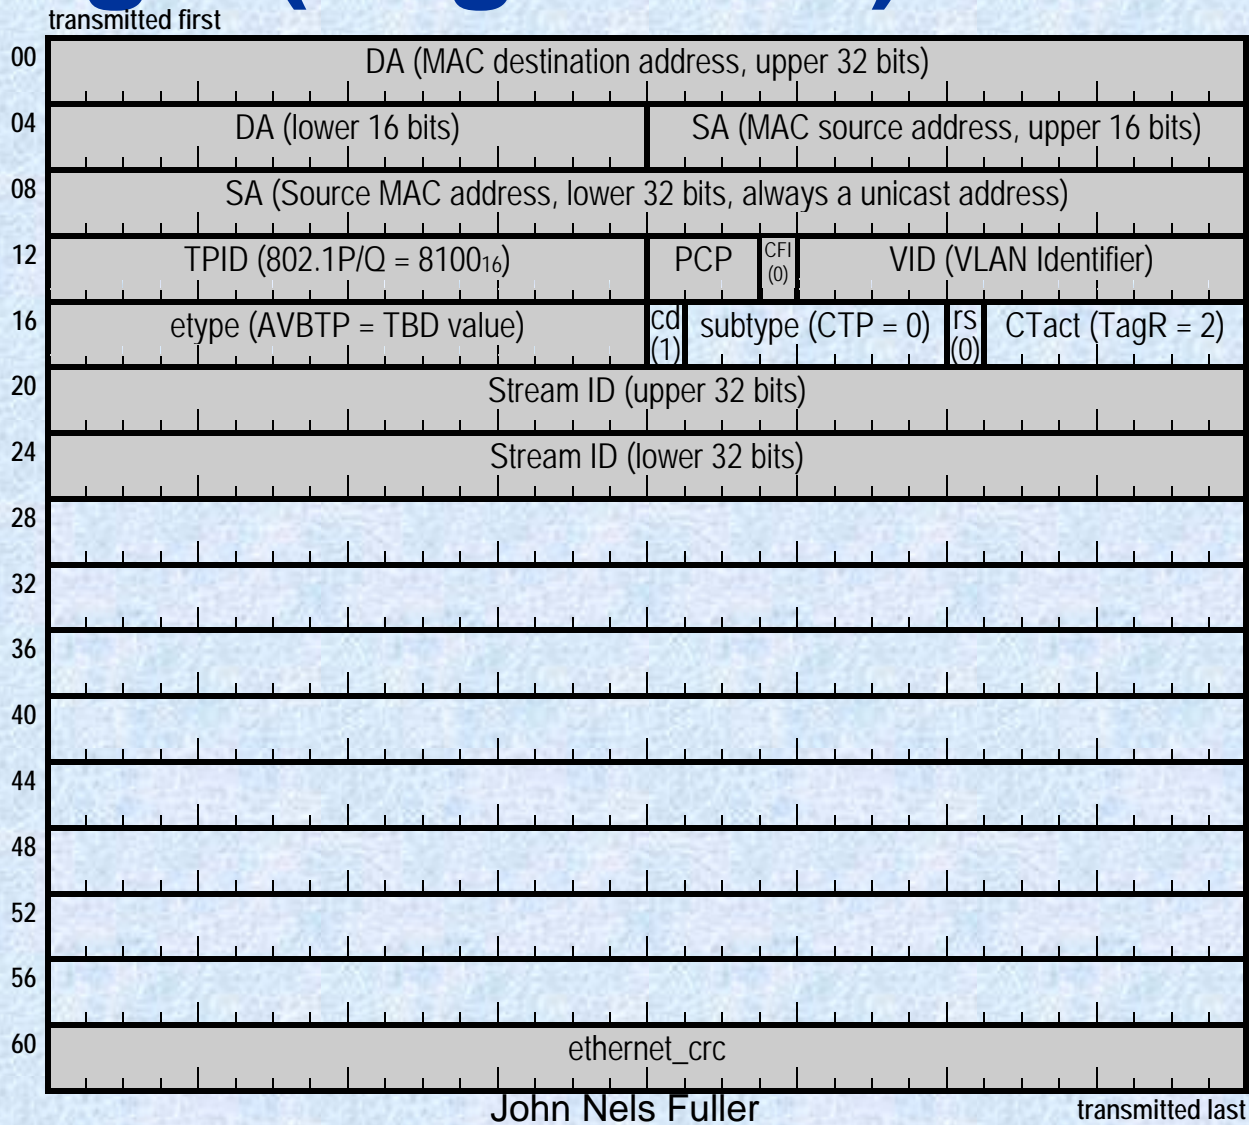 transmitted first
00 DA (MAC destination address, upper 32 bits)
04 DA (lower 16 bits) SA (MAC source address, upper 16 bits)
08 SA (Source MAC address, lower 32 bits, always a unicast address)
12 TPID (802.1P/Q = 8100₁₆) PCP CFI (0) VID (VLAN Identifier)
16 etype (AVBTP = TBD value) cd (1) subtype (CTP = 0) rs (0) CTact (TagR = 2)
20 Stream ID (upper 32 bits)
24 Stream ID (lower 32 bits)
28
32
36
40
44
48
52
56
60 ethernet_crc
John Nels Fuller
transmitted last